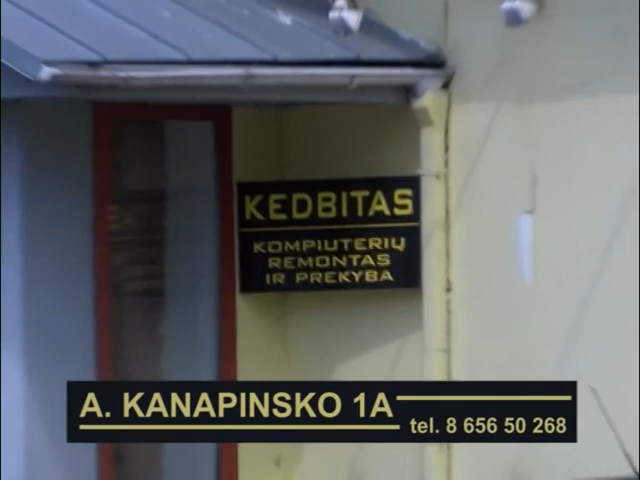 KEDBITAS
KOMPIUTERIŲ
REMONTAS
IR PREKYBA
A. KANAPINSKO 1A
tel. 8 656 50 268